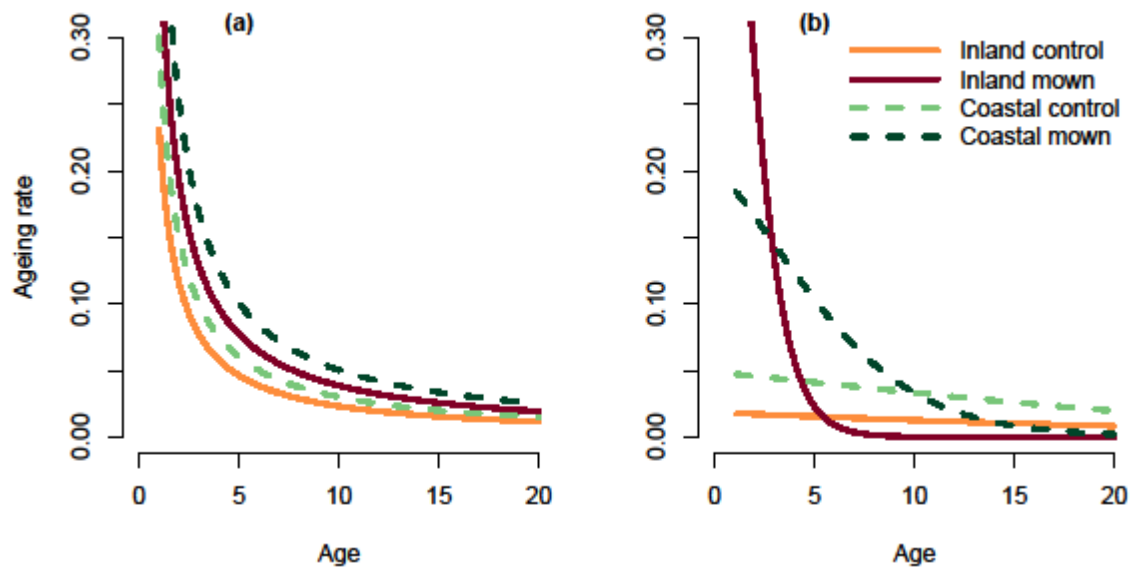 (a)
(b)
Ageing rate
0.30
0.20
0.10
0.00
0 5 10 15 20
Age
0.30
0.20
0.10
0.00
0 5 10 15 20
Age
Inland control
Inland mown
Coastal control
Coastal mown